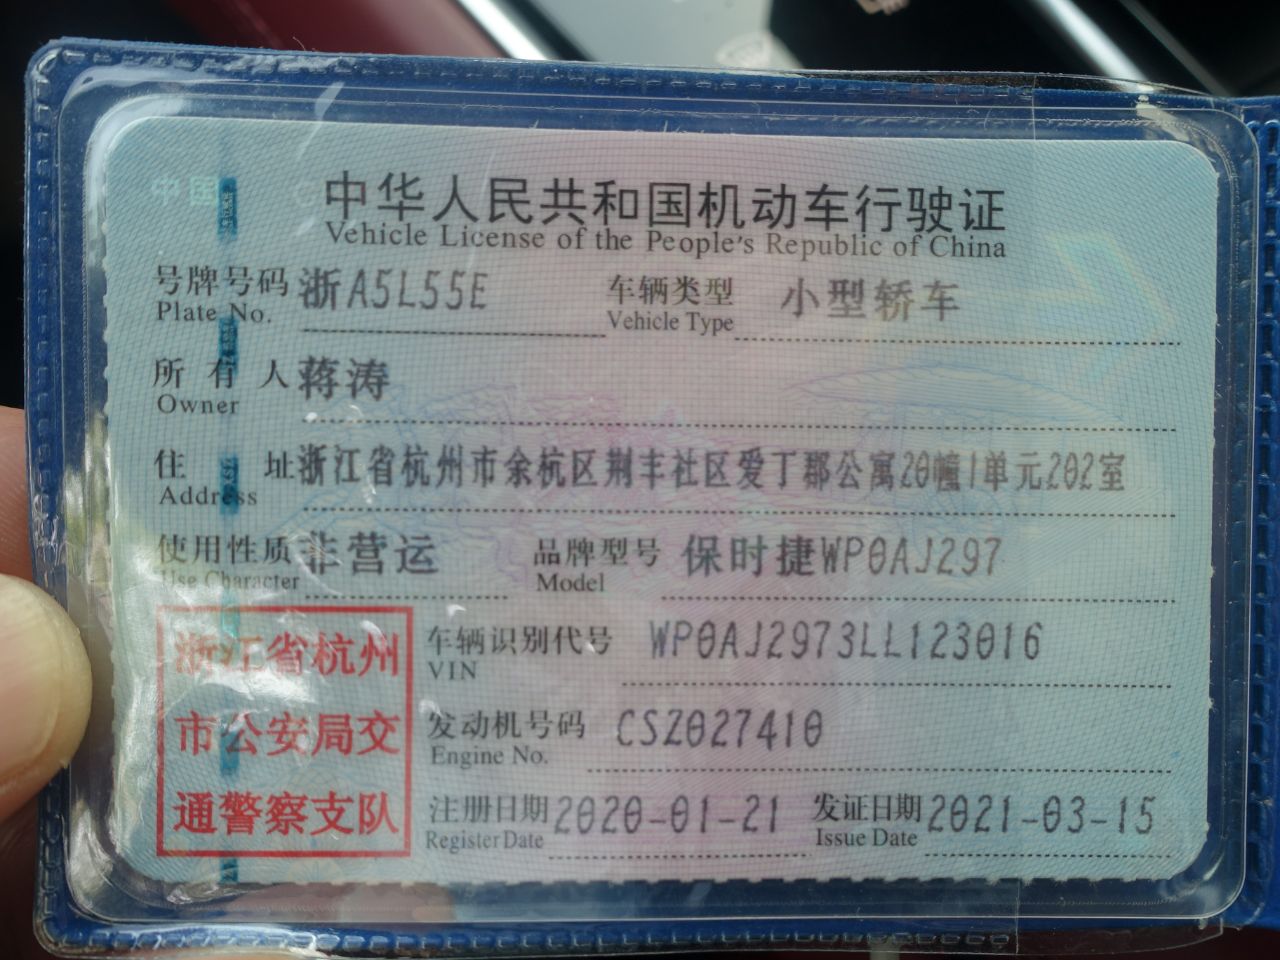 中国
中华人民共和国机动车行驶证
Vehicle License of the People's Republic of China
号牌号码 浙A5L55E 车辆类型 小型轿车
Plate No. Vehicle Type
所有人 蒋涛
Owner
住址 浙江省杭州市余杭区荆丰社区爱丁郡公寓20幢1单元202室
Address
使用性质 非营运 品牌型号 保时捷WP0AJ297
Use Character Model
车辆识别代号 WP0AJ2973LL123016
VIN
发动机号码 CSZ027410
Engine No.
注册日期 2020-01-21 发证日期 2021-03-15
Register Date Issue Date
浙江省杭州
市公安局交
通警察支队